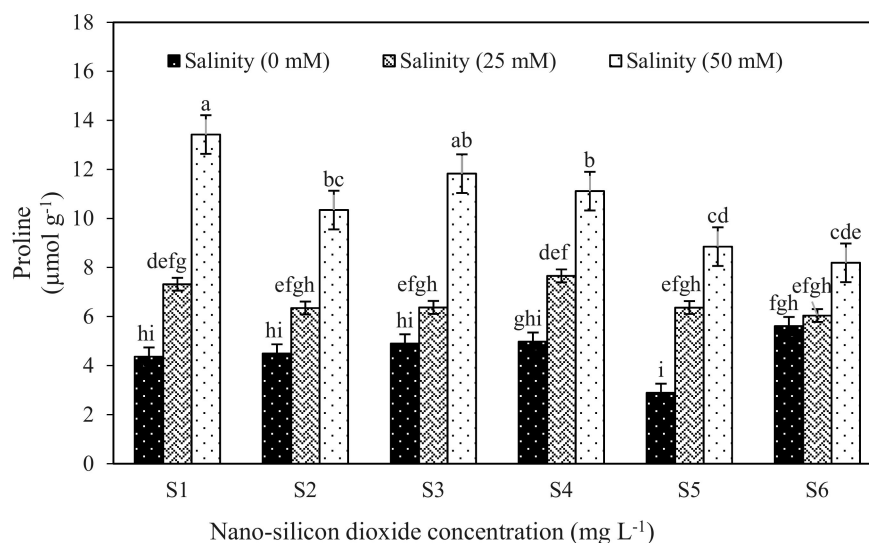 18
16
14
12
10
8
6
4
2
0
Proline
(µmol g⁻¹)
Salinity (0 mM) Salinity (25 mM) Salinity (50 mM)
hi defg a
hi efgh bc
hi efgh ab
ghi def b
i efgh cd
fgh efgh cde
S1 S2 S3 S4 S5 S6
Nano-silicon dioxide concentration (mg L⁻¹)